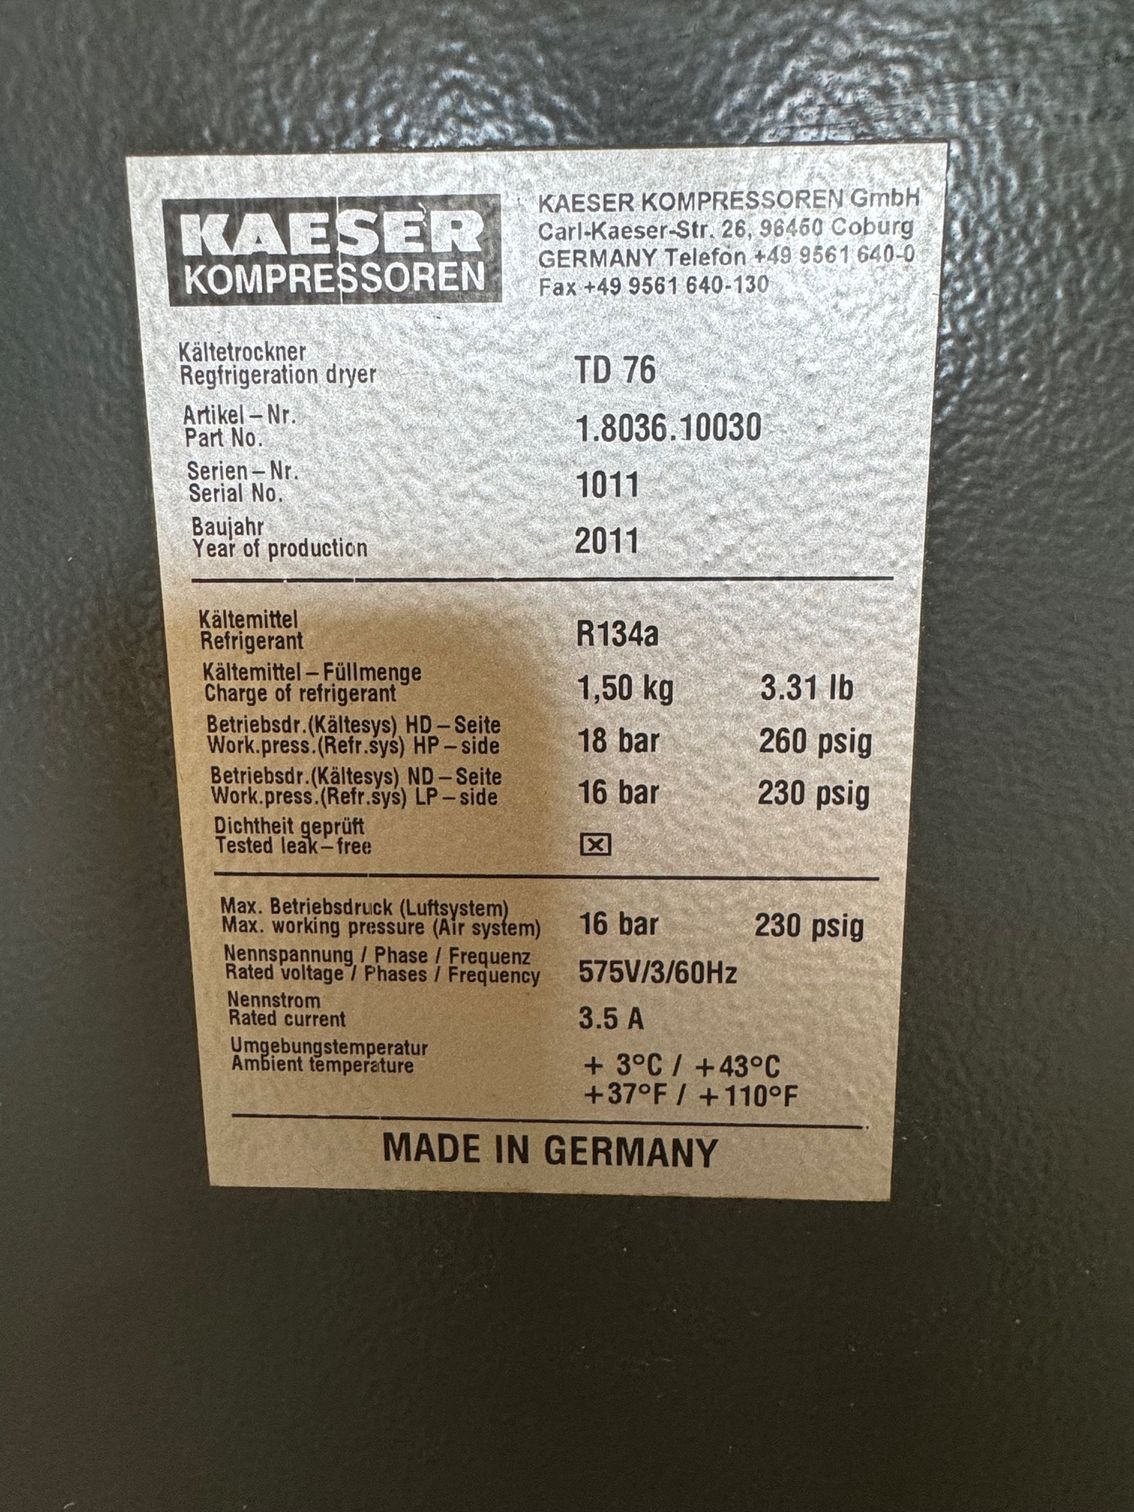 KAESER
KOMPRESSOREN
KAESER KOMPRESSOREN GmbH
Carl-Kaeser-Str. 26, 96450 Coburg
GERMANY Telefon +49 9561 640-0
Fax +49 9561 640-130
Kältetrockner
Regfrigeration dryer
TD 76
Artikel – Nr.
Part No.
1.8036.10030
Serien – Nr.
Serial No.
1011
Baujahr
Year of production
2011
Kältemittel
Refrigerant
R134a
Kältemittel – Füllmenge
Charge of refrigerant
1,50 kg 3.31 lb
Betriebsdr.(Kältesys) HD – Seite
Work.press.(Refr.sys) HP – side
18 bar 260 psig
Betriebsdr.(Kältesys) ND – Seite
Work.press.(Refr.sys) LP – side
16 bar 230 psig
Dichtheit geprüft
Tested leak – free
☒
Max. Betriebsdruck (Luftsystem)
Max. working pressure (Air system)
16 bar 230 psig
Nennspannung / Phase / Frequenz
Rated voltage / Phases / Frequency
575V/3/60Hz
Nennstrom
Rated current
3.5 A
Umgebungstemperatur
Ambient temperature
+ 3°C / +43°C
+37°F / +110°F
MADE IN GERMANY